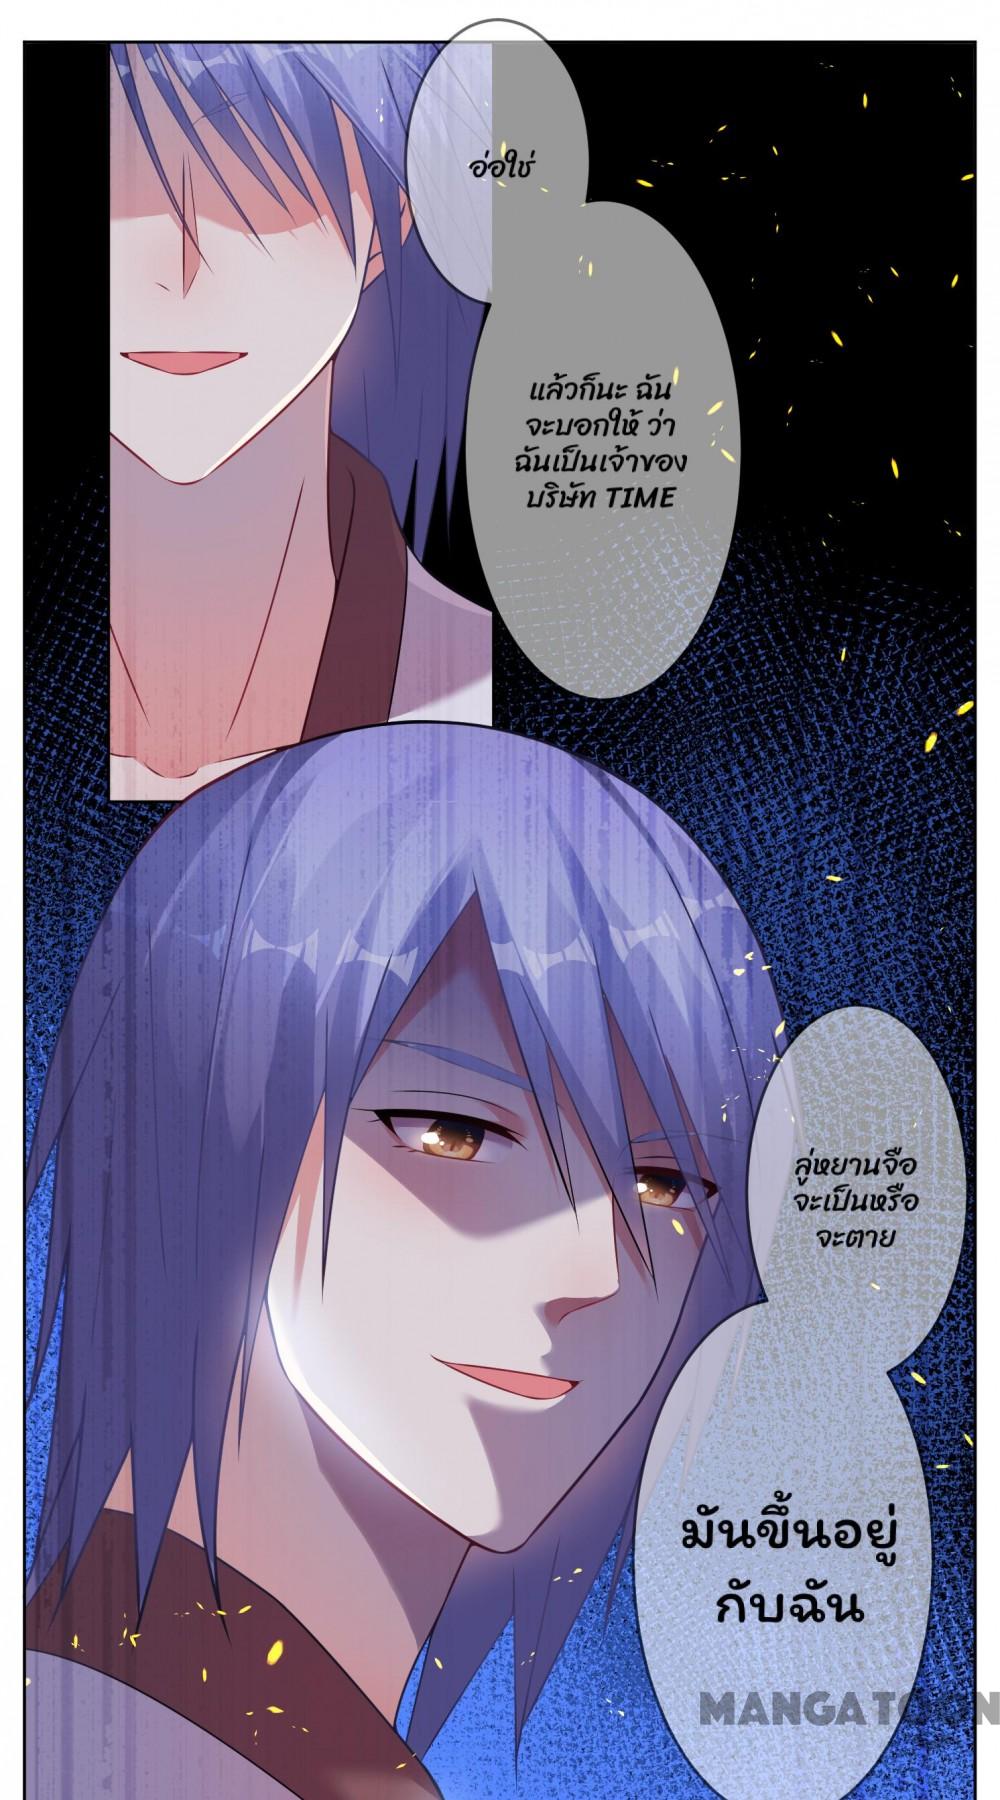 อ่อใช่
แล้วก็นะ ฉัน
จะบอกให้ ว่า
ฉันเป็นเจ้าของ
บริษัท TIME
ลู่หยานจือ
จะเป็นหรือ
จะตาย
มันขึ้นอยู่
กับฉัน
MANGATOWN